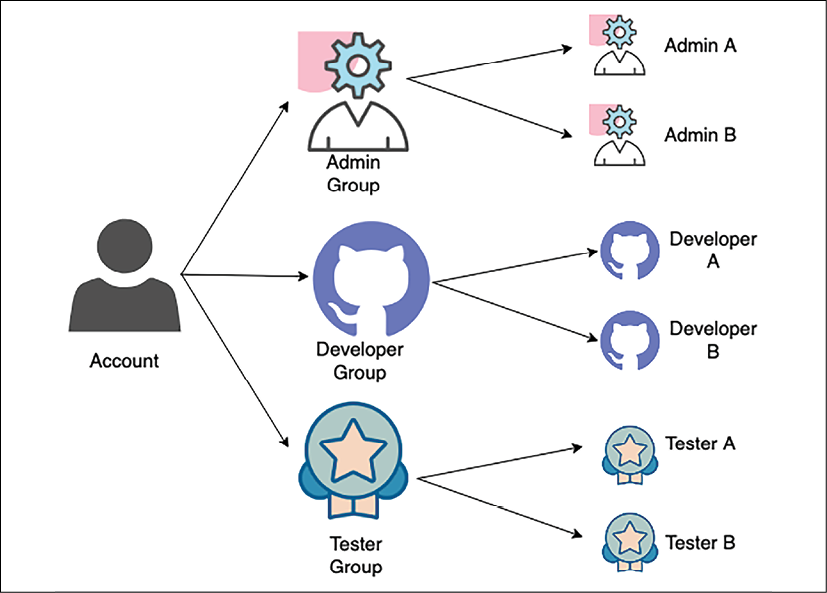 Account
Admin
Group
Admin A
Admin B
Developer
Group
Developer
A
Developer
B
Tester
Group
Tester A
Tester B